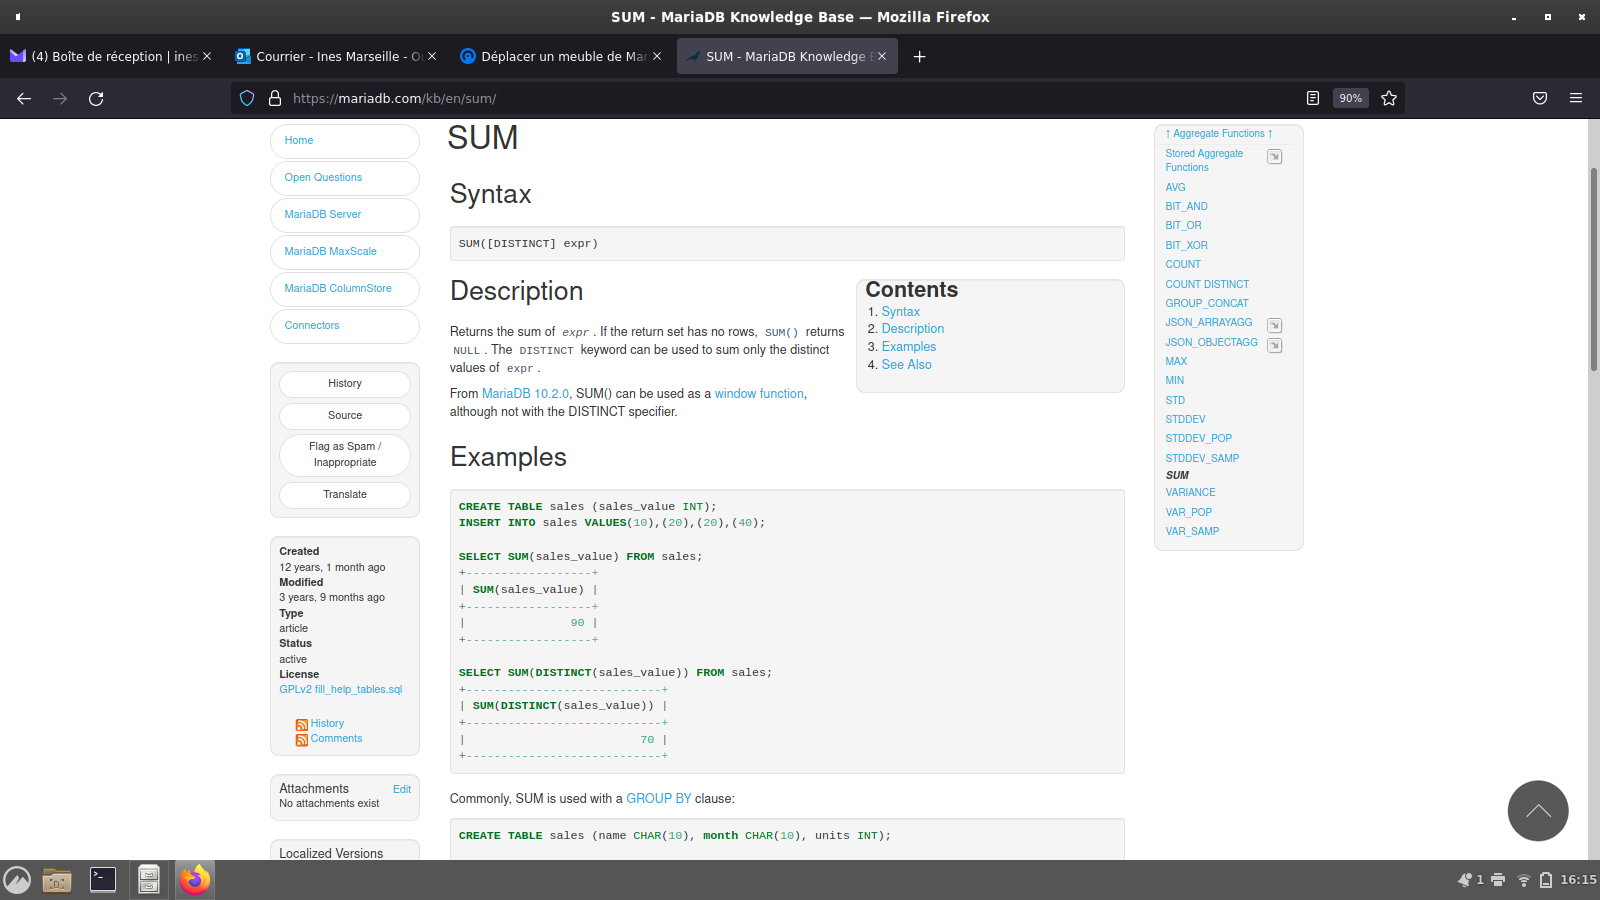 SUM - MariaDB Knowledge Base — Mozilla Firefox
(4) Boîte de réception | ines
Courrier - Ines Marseille - O
Déplacer un meuble de Mar
SUM - MariaDB Knowledge B
https://mariadb.com/kb/en/sum/
90%
Home
Open Questions
MariaDB Server
MariaDB MaxScale
MariaDB ColumnStore
Connectors
History
Source
Flag as Spam /
Inappropriate
Translate
Created
12 years, 1 month ago
Modified
3 years, 9 months ago
Type
article
Status
active
License
GPLv2 fill_help_tables.sql
History
Comments
Attachments
Edit
No attachments exist
Localized Versions
SUM
Syntax
SUM([DISTINCT] expr)
Description
Returns the sum of expr. If the return set has no rows, SUM() returns
NULL. The DISTINCT keyword can be used to sum only the distinct
values of expr.
From MariaDB 10.2.0, SUM() can be used as a window function,
although not with the DISTINCT specifier.
Contents
1. Syntax
2. Description
3. Examples
4. See Also
Examples
CREATE TABLE sales (sales_value INT);
INSERT INTO sales VALUES(10),(20),(20),(40);
SELECT SUM(sales_value) FROM sales;
+------------------+
| SUM(sales_value) |
+------------------+
|               90 |
+------------------+
SELECT SUM(DISTINCT(sales_value)) FROM sales;
+----------------------------+
| SUM(DISTINCT(sales_value)) |
+----------------------------+
|                         70 |
+----------------------------+
Commonly, SUM is used with a GROUP BY clause:
CREATE TABLE sales (name CHAR(10), month CHAR(10), units INT);
↑ Aggregate Functions ↑
Stored Aggregate
Functions
AVG
BIT_AND
BIT_OR
BIT_XOR
COUNT
COUNT DISTINCT
GROUP_CONCAT
JSON_ARRAYAGG
JSON_OBJECTAGG
MAX
MIN
STD
STDDEV
STDDEV_POP
STDDEV_SAMP
SUM
VARIANCE
VAR_POP
VAR_SAMP
1
16:15